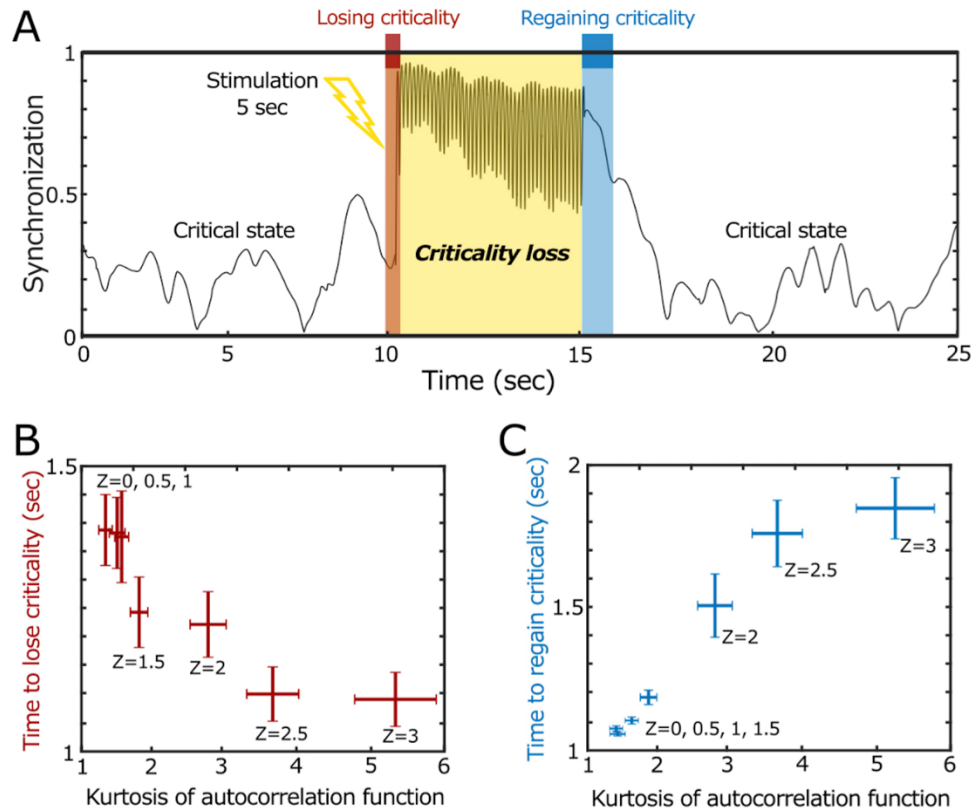 A
Losing criticality
Regaining criticality
1
Stimulation
5 sec
Synchronization
0.5
Critical state
Criticality loss
Critical state
0
0
5
10
15
20
25
Time (sec)
B
1.5
Z=0, 0.5, 1
Time to lose criticality (sec)
Z=1.5
Z=2
Z=2.5
Z=3
1
1
2
3
4
5
6
Kurtosis of autocorrelation function
C
2
Time to regain criticality (sec)
Z=3
Z=2.5
1.5
Z=2
Z=0, 0.5, 1, 1.5
1
1
2
3
4
5
6
Kurtosis of autocorrelation function